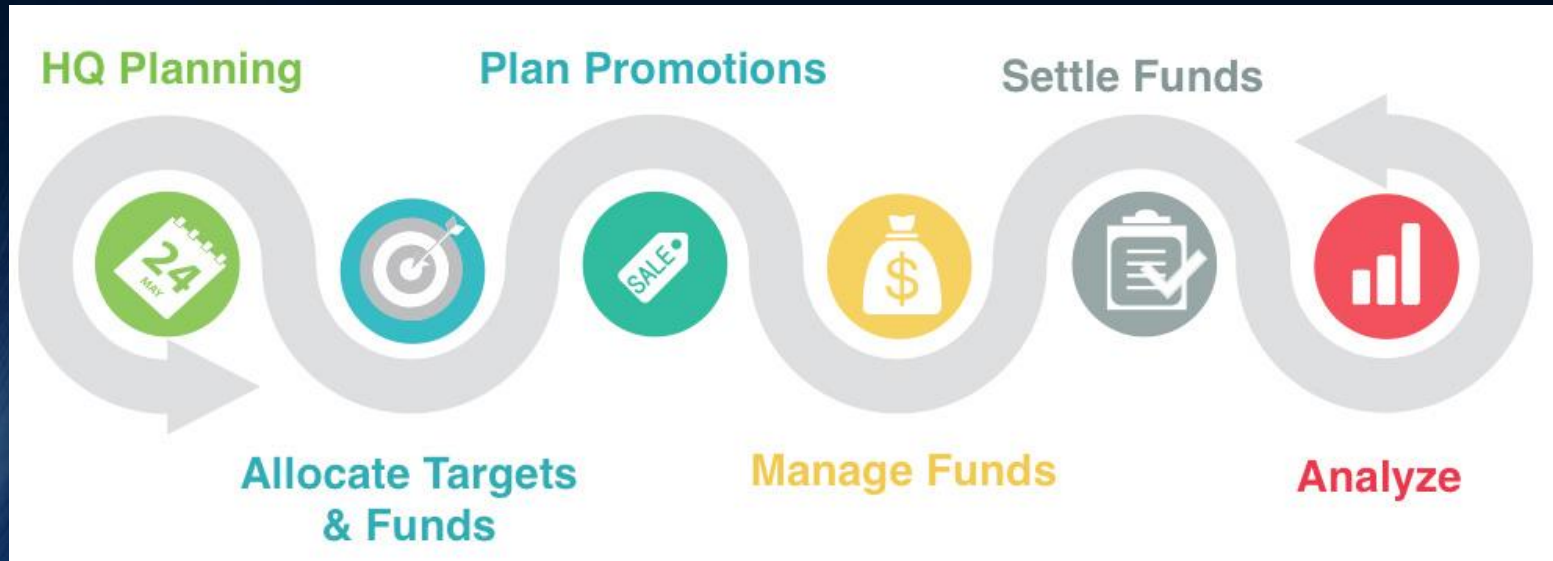 HQ Planning
Plan Promotions
Settle Funds
24
MAY
SALE
$
Allocate Targets
& Funds
Manage Funds
Analyze